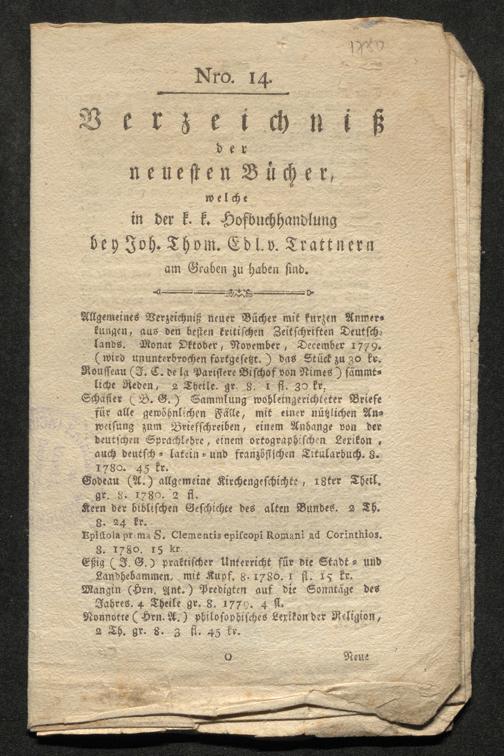 1780
Nro. 14.
Verzeichniß
der
neuesten Bücher,
welche
in der k. k. Hofbuchhandlung
bey Joh. Thom. Edl. v. Trattnern
am Graben zu haben sind.
Allgemeines Verzeichniß neuer Bücher mit kurzen Anmer-
kungen, aus den besten kritischen Zeitschriften Deutsch-
lands. Monat Oktober, November, December 1779.
(wird ununterbrochen fortgesetzt.) das Stück zu 30 kr.
Rousseau (J. C. de la Parisiere Bischof von Nimes) sämmt-
liche Reden, 2 Theile. gr. 8. 1 fl. 30 kr.
Schäfler (B. G.) Sammlung wohleingerichteter Briefe
für alle gewöhnlichen Fälle, mit einer nützlichen An-
weisung zum Briefschreiben, einem Anhange von der
deutschen Sprachlehre, einem ortographischen Lexikon,
auch deutsch- latein- und französischen Titularbuch. 8.
1780. 45 kr.
Godeau (A.) allgemeine Kirchengeschichte, 18ter Theil.
gr. 8. 1780. 2 fl.
Kern der biblischen Geschichte des alten Bundes. 2 Th.
8. 24 kr.
Epistola prima S. Clementis episcopi Romani ad Corinthios.
8. 1780. 15 kr
Eßig (J. G.) praktischer Unterricht für die Stadt- und
Landhebammen, mit Kupf. 8. 1780. 1 fl. 15 kr.
Mangin (Hrn. Ant.) Predigten auf die Sonntäge des
Jahres. 4 Theile gr. 8. 1779. 4 fl.
Nonnotte (Hrn. A.) philosophisches Lexikon der Religion,
2 Th. gr. 8. 3 fl. 45 kr.
O Neue